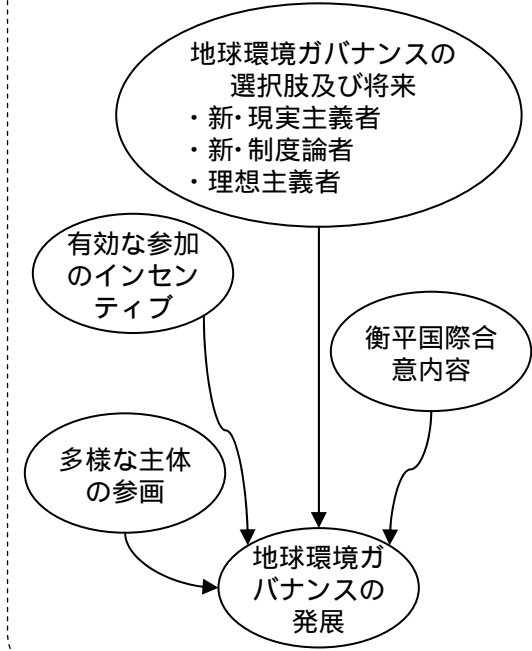 地球環境ガバナンスの
選択肢及び将来
・新・現実主義者
・新・制度論者
・理想主義者
有効な参加
のインセン
ティブ
衡平国際合
意内容
多様な主体
の参画
地球環境ガ
バナンスの
発展